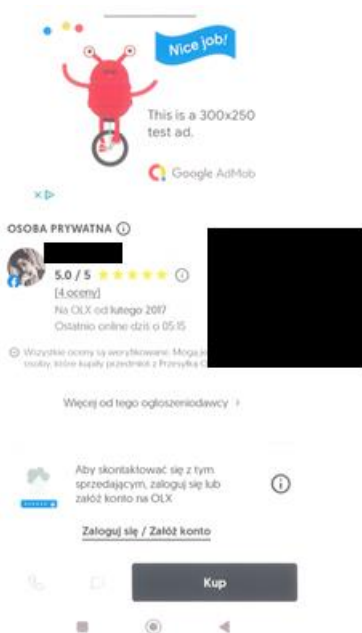 Nice job!
This is a 300x250
test ad.
Google AdMob
OSOBA PRYWATNA
5.0 / 5
[4 oceny]
Na OLX od lutego 2017
Ostatnio online dziś o 05:15
Wszystkie oceny są weryfikowane. Mogą je
osoby, które kupiły przedmiot z Przesyłką O
Więcej od tego ogłoszeniodawcy
Aby skontaktować się z tym
sprzedającym, zaloguj się lub
załóż konto na OLX
Zaloguj się / Załóż konto
Kup